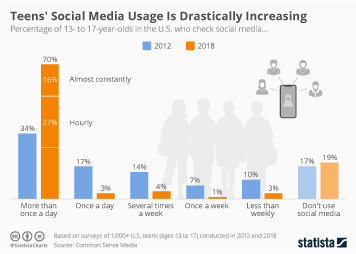 Teens' Social Media Usage Is Drastically Increasing
Percentage of 13- to 17-year-olds in the U.S. who check social media...
2012 2018
70%
16% Almost constantly
34%
27% Hourly
17% 3%
14% 4%
7% 1%
10% 3%
17% 19%
More than once a day
Once a day
Several times a week
Once a week
Less than weekly
Don't use social media
Based on surveys of 1,000+ U.S. teens (ages 13 to 17) conducted in 2012 and 2018
@StatistaCharts Source: Common Sense Media
statista